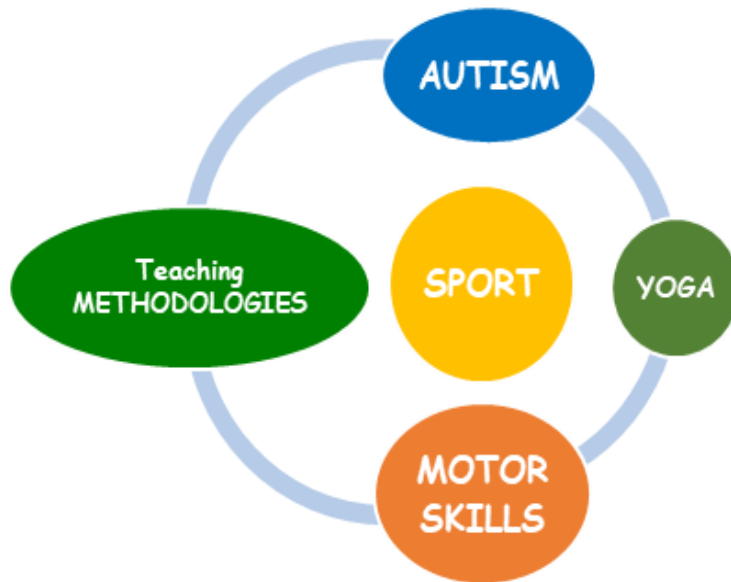 AUTISM
Teaching
METHODOLOGIES
SPORT
YOGA
MOTOR
SKILLS